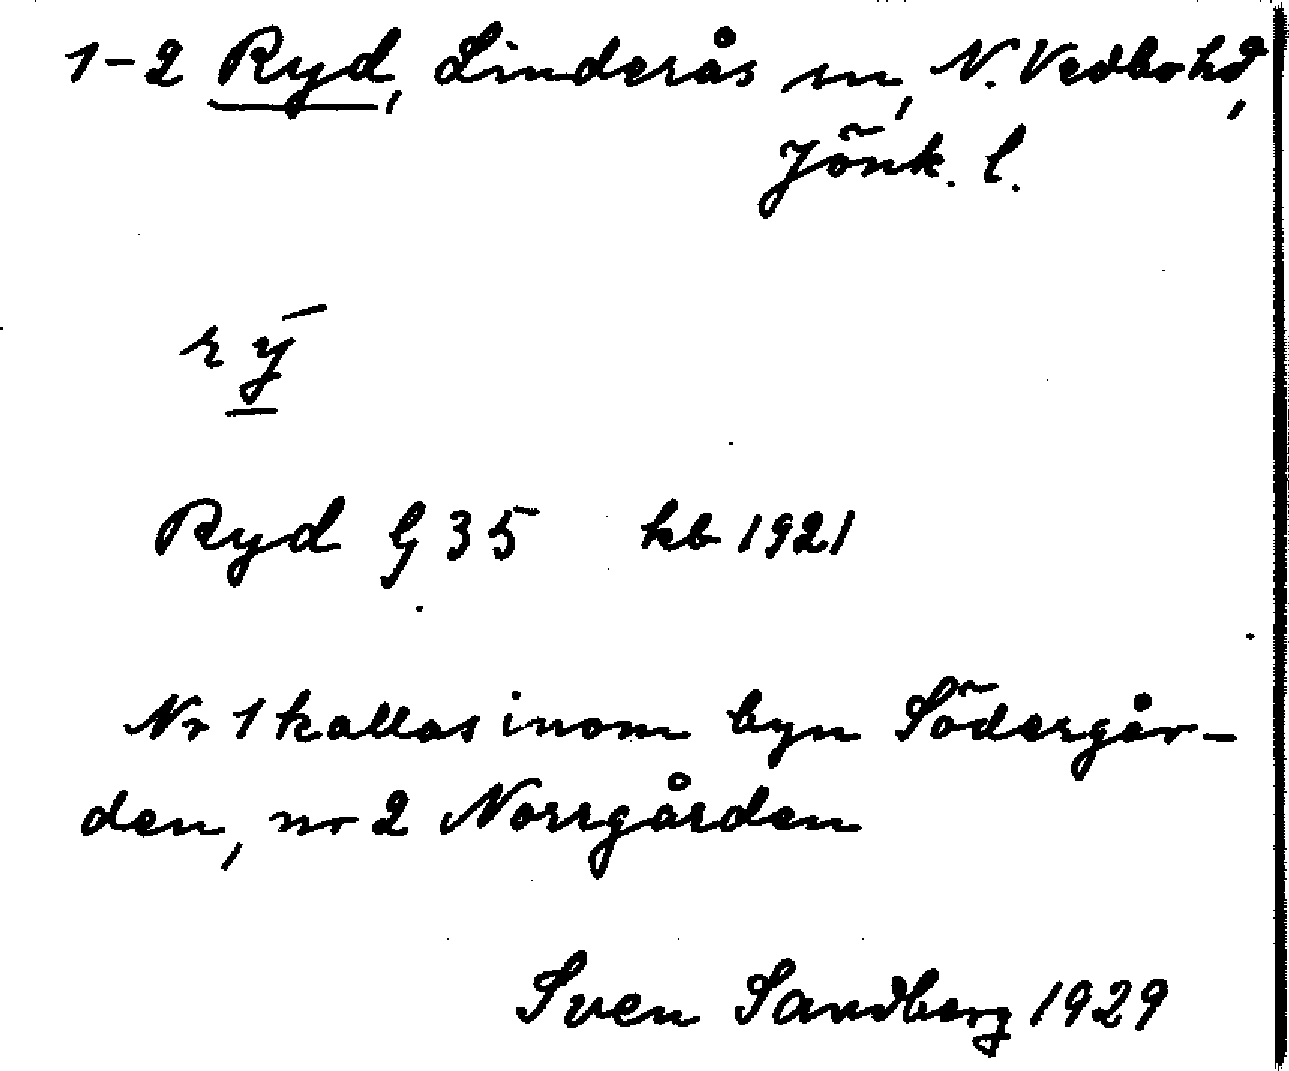 1-2 Ryd, Linderås sn, N. Vedbo hd,
Jönk. l.
rȳ
Ryd G 35 kb 1921
Nr 1 kallas inom byn Södergår-
den, nr 2 Norrgården
Sven Sandberg 1929